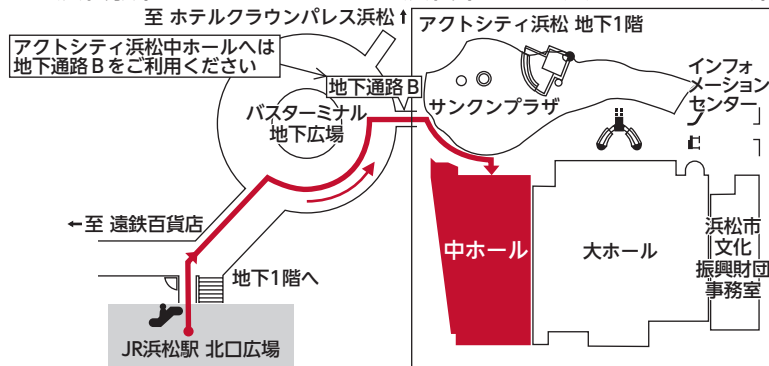 至 ホテルクラウンパレス浜松↑
アクトシティ浜松 地下1階
アクトシティ浜松中ホールへは
地下通路Bをご利用ください
地下通路B
バスターミナル
地下広場
サンクンプラザ
インフォ
メーション
センター
←至 遠鉄百貨店
中ホール
大ホール
浜松市
文化
振興財団
事務室
地下1階へ
JR浜松駅 北口広場